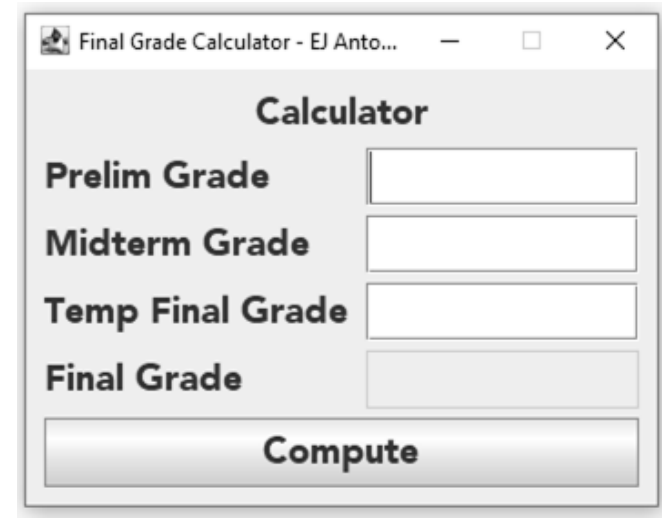 Final Grade Calculator - EJ Anto...
Calculator
Prelim Grade
Midterm Grade
Temp Final Grade
Final Grade
Compute